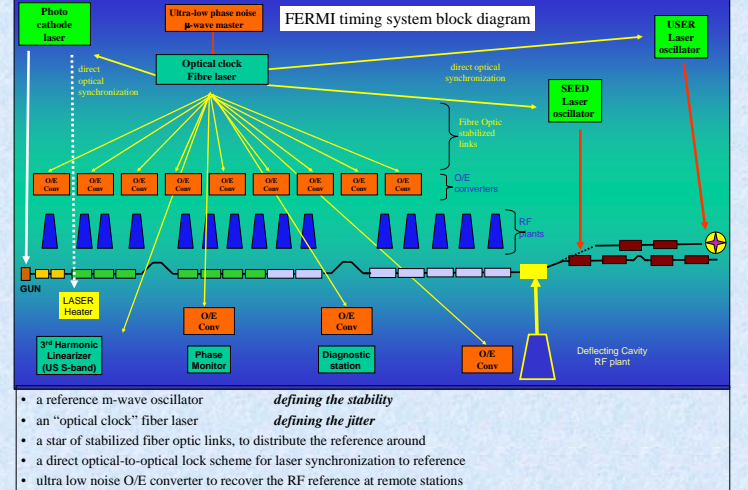 FERMI timing system block diagram
Photo
cathode
laser
Ultra-low phase noise
μ-wave master
USER
Laser
oscillator
Optical clock
Fibre laser
direct
optical
synchronization
direct optical
synchronization
SEED
Laser
oscillator
Fibre Optic
stabilized
links
O/E
Conv
O/E
Conv
O/E
Conv
O/E
Conv
O/E
Conv
O/E
Conv
O/E
Conv
O/E
Conv
O/E
Conv
O/E
converters
RF
plants
GUN
LASER
Heater
O/E
Conv
O/E
Conv
3rd Harmonic
Linearizer
(US S-band)
Phase
Monitor
Diagnostic
station
O/E
Conv
Deflecting Cavity
RF plant
• a reference m-wave oscillator defining the stability
• an “optical clock” fiber laser defining the jitter
• a star of stabilized fiber optic links, to distribute the reference around
• a direct optical-to-optical lock scheme for laser synchronization to reference
• ultra low noise O/E converter to recover the RF reference at remote stations